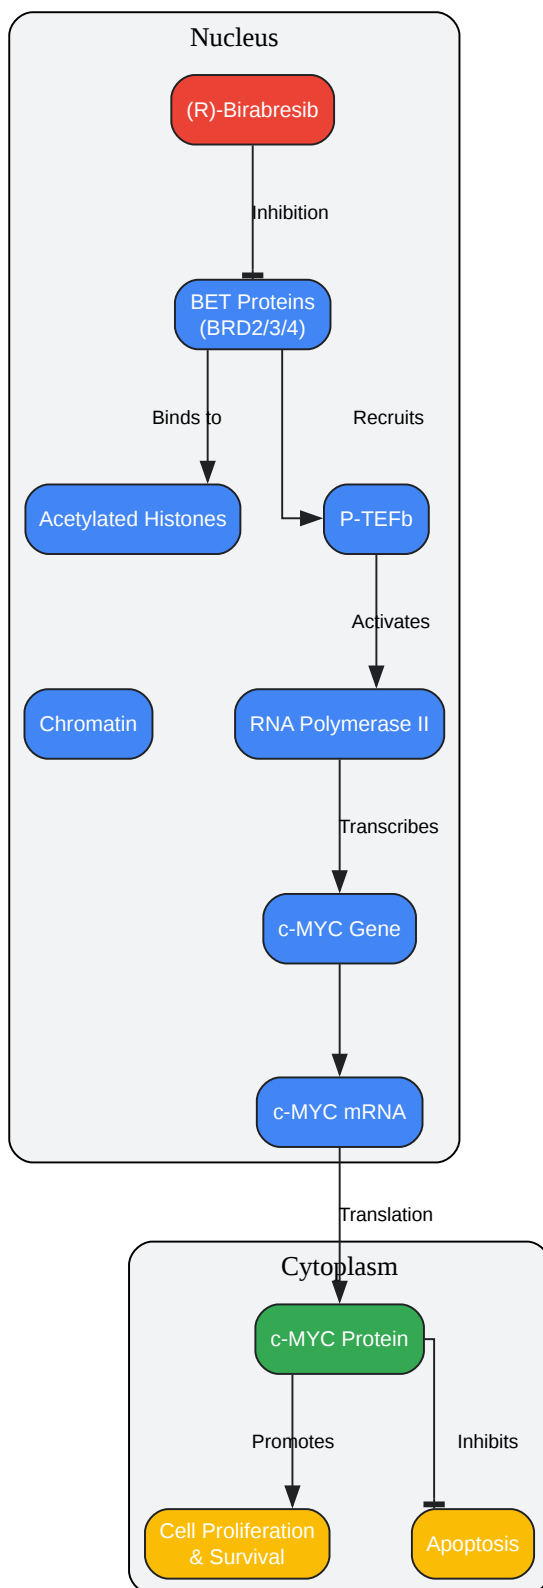 Nucleus
(R)-Birabresib
Inhibition
BET Proteins
(BRD2/3/4)
Binds to
Recruits
Acetylated Histones
P-TEFb
Activates
Chromatin
RNA Polymerase II
Transcribes
c-MYC Gene
c-MYC mRNA
Translation
Cytoplasm
c-MYC Protein
Promotes
Inhibits
Cell Proliferation
& Survival
Apoptosis